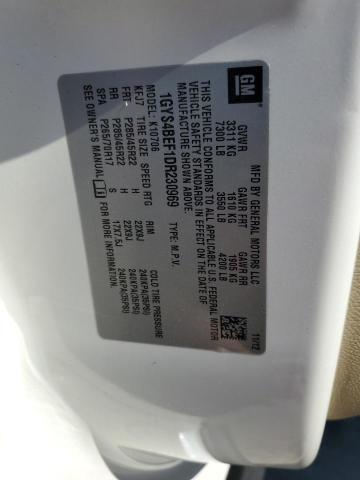 GM
MFD BY GENERAL MOTORS LLC
11/12
GVWR GAWR FRT GAWR RR
3311 KG 1610 KG 1905 KG
7300 LB 3550 LB 4200 LB
THIS VEHICLE CONFORMS TO ALL APPLICABLE U.S. FEDERAL MOTOR
VEHICLE SAFETY STANDARDS IN EFFECT ON THE DATE OF
MANUFACTURE SHOWN ABOVE.
1GYS4BEF1DR230969 TYPE: M.P.V.
MODEL: K10706
KFJ7 TIRE SIZE SPEED RTG RIM COLD TIRE PRESSURE
FRT P285/45R22 H 22X9J 240KPA(35PSI)
RR P285/45R22 H 22X9J 240KPA(35PSI)
SPA P265/70R17 S 17X7.5J 240KPA(35PSI)
SEE OWNER'S MANUAL FOR MORE INFORMATION